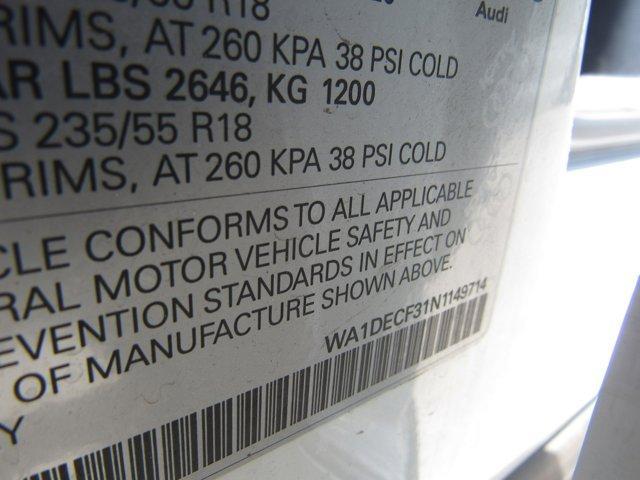 R18
Audi
RIMS, AT 260 KPA 38 PSI COLD
AR LBS 2646, KG 1200
S 235/55 R18
RIMS, AT 260 KPA 38 PSI COLD
CLE CONFORMS TO ALL APPLICABLE
RAL MOTOR VEHICLE SAFETY AND
EVENTION STANDARDS IN EFFECT ON
OF MANUFACTURE SHOWN ABOVE.
WA1DECF31N1149714
Y